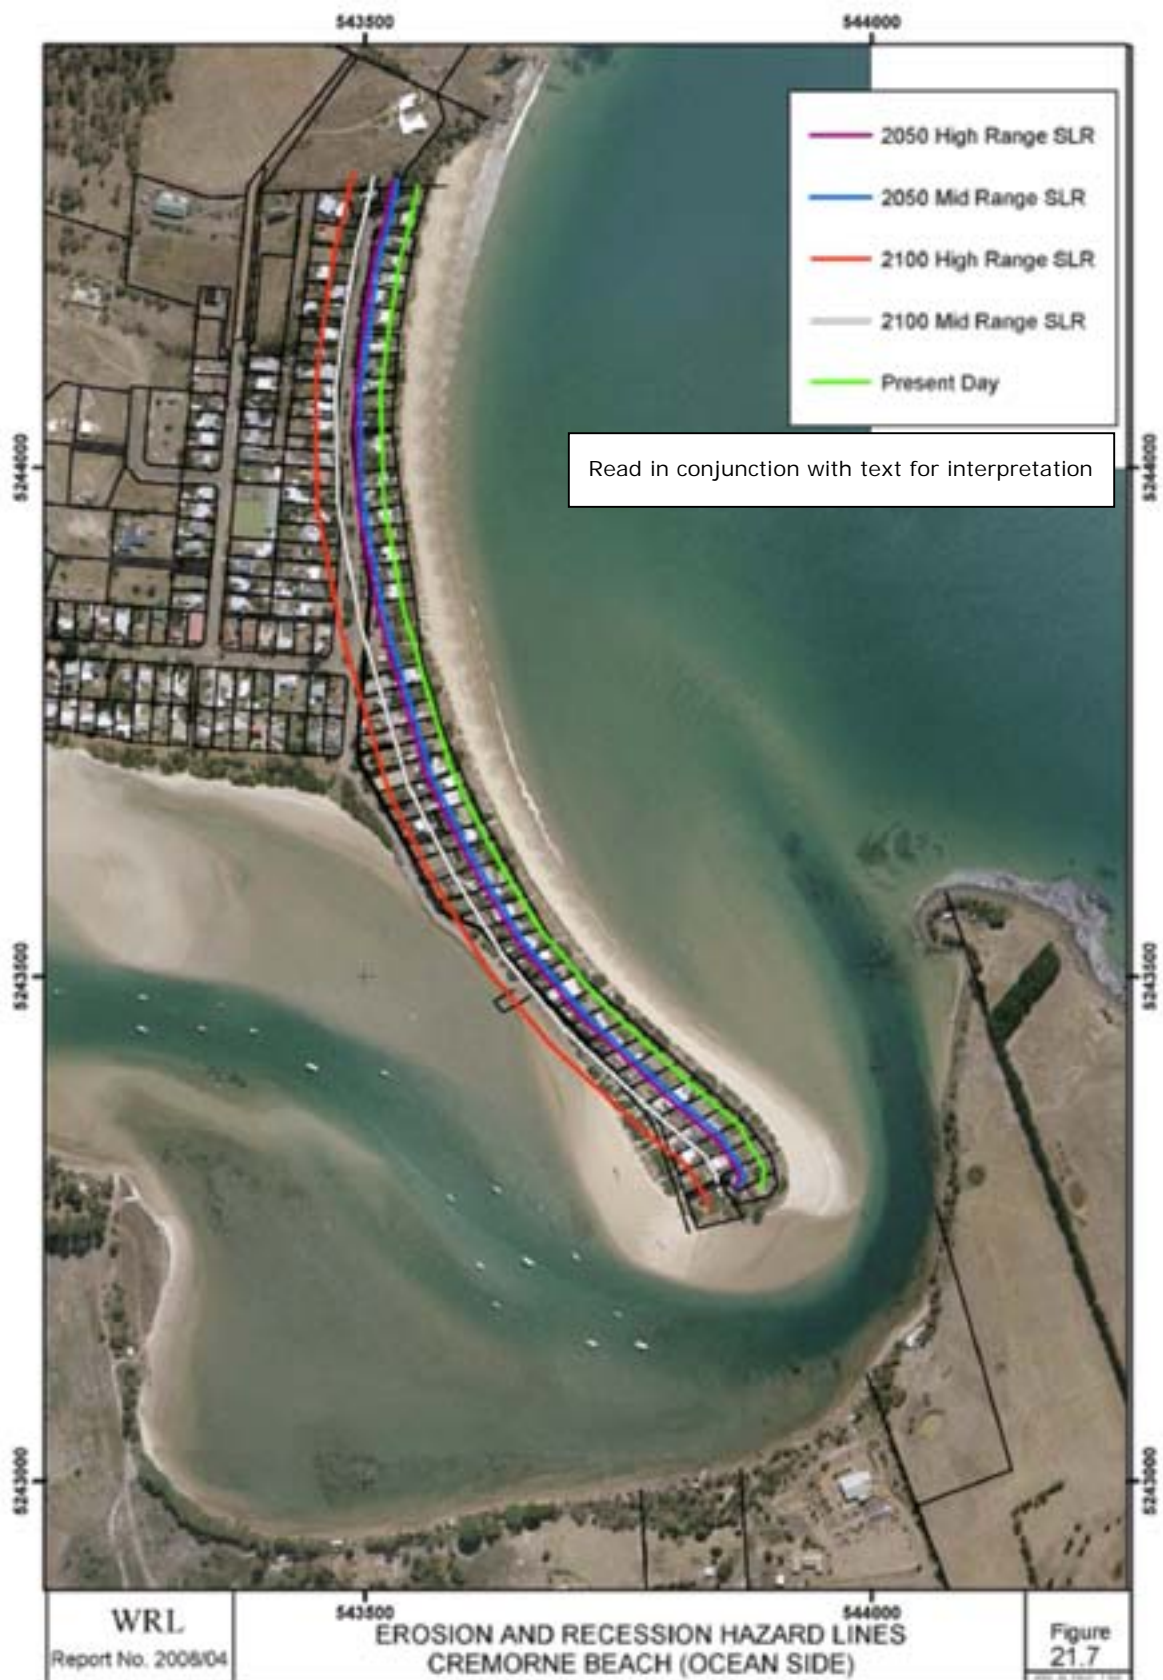 543500
544000
2050 High Range SLR
2050 Mid Range SLR
2100 High Range SLR
2100 Mid Range SLR
Present Day
5244000
Read in conjunction with text for interpretation
5244000
5243500
5243500
5243000
5243000
543500
544000
WRL
Report No. 2008/04
EROSION AND RECESSION HAZARD LINES
CREMORNE BEACH (OCEAN SIDE)
Figure
21.7